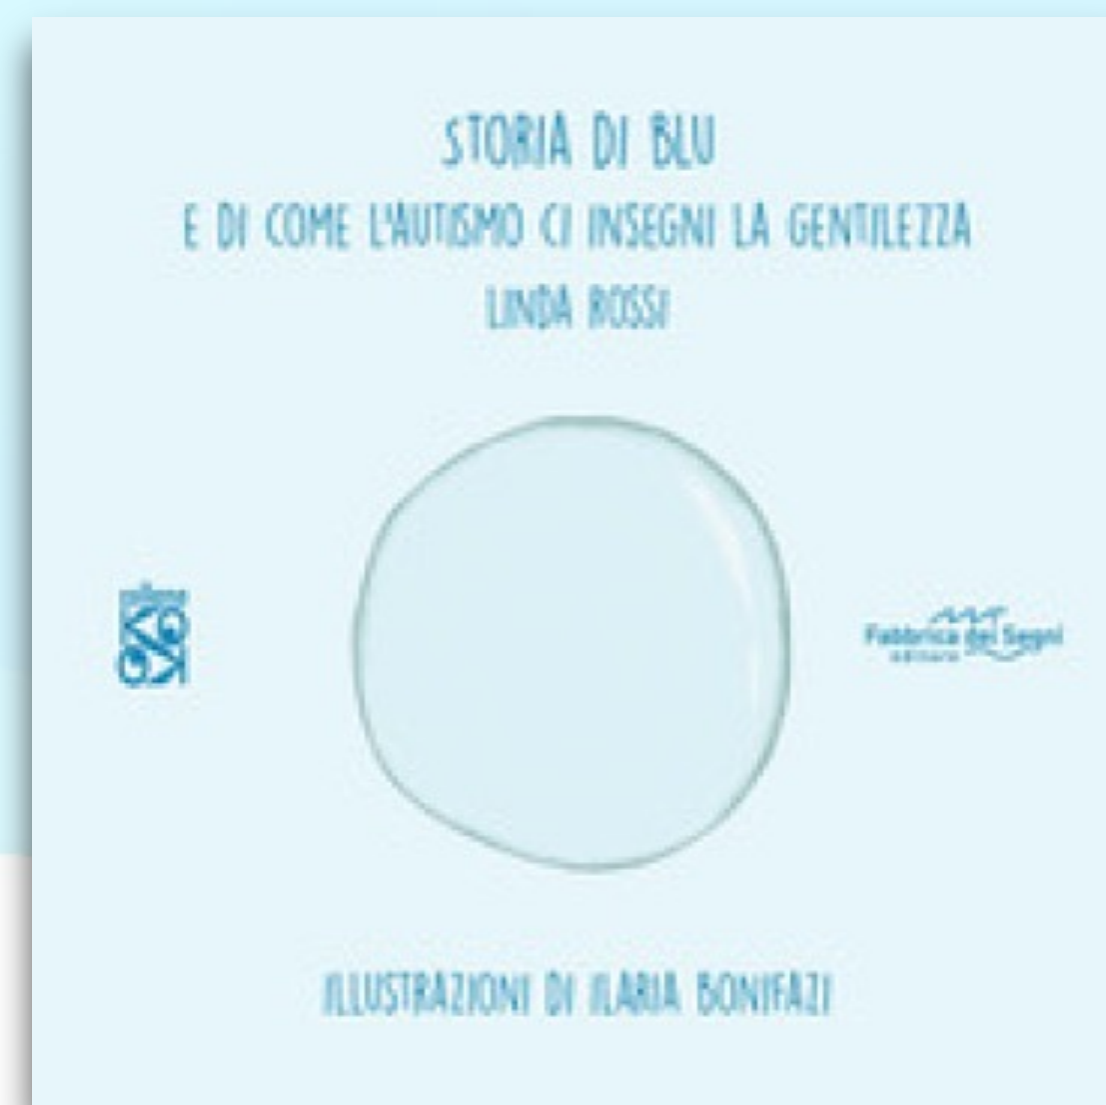 STORIA DI BLU
E DI COME L'AUTISMO CI INSEGNI LA GENTILEZZA
LINDA ROSSI
Fabbrica dei Segni
editore
ILLUSTRAZIONI DI ILARIA BONIFAZI